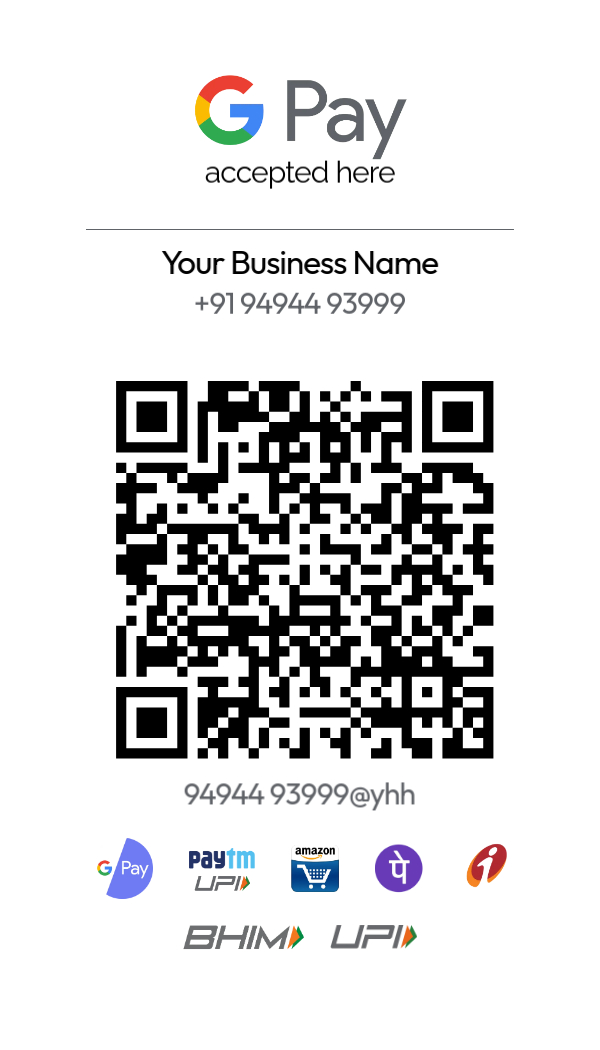 G Pay
accepted here
Your Business Name
+91 94944 93999
94944 93999@yhh
G Pay
paytm
UPI
amazon
पे
i
BHIM
UPI